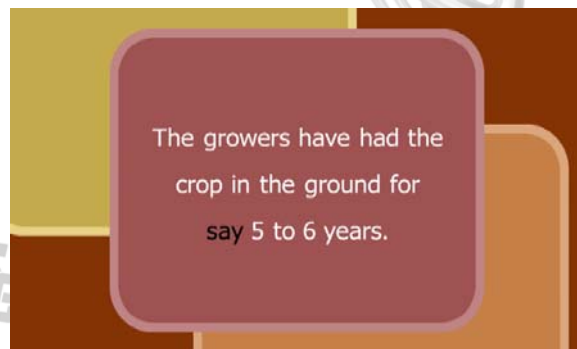 The growers have had the
crop in the ground for
say 5 to 6 years.